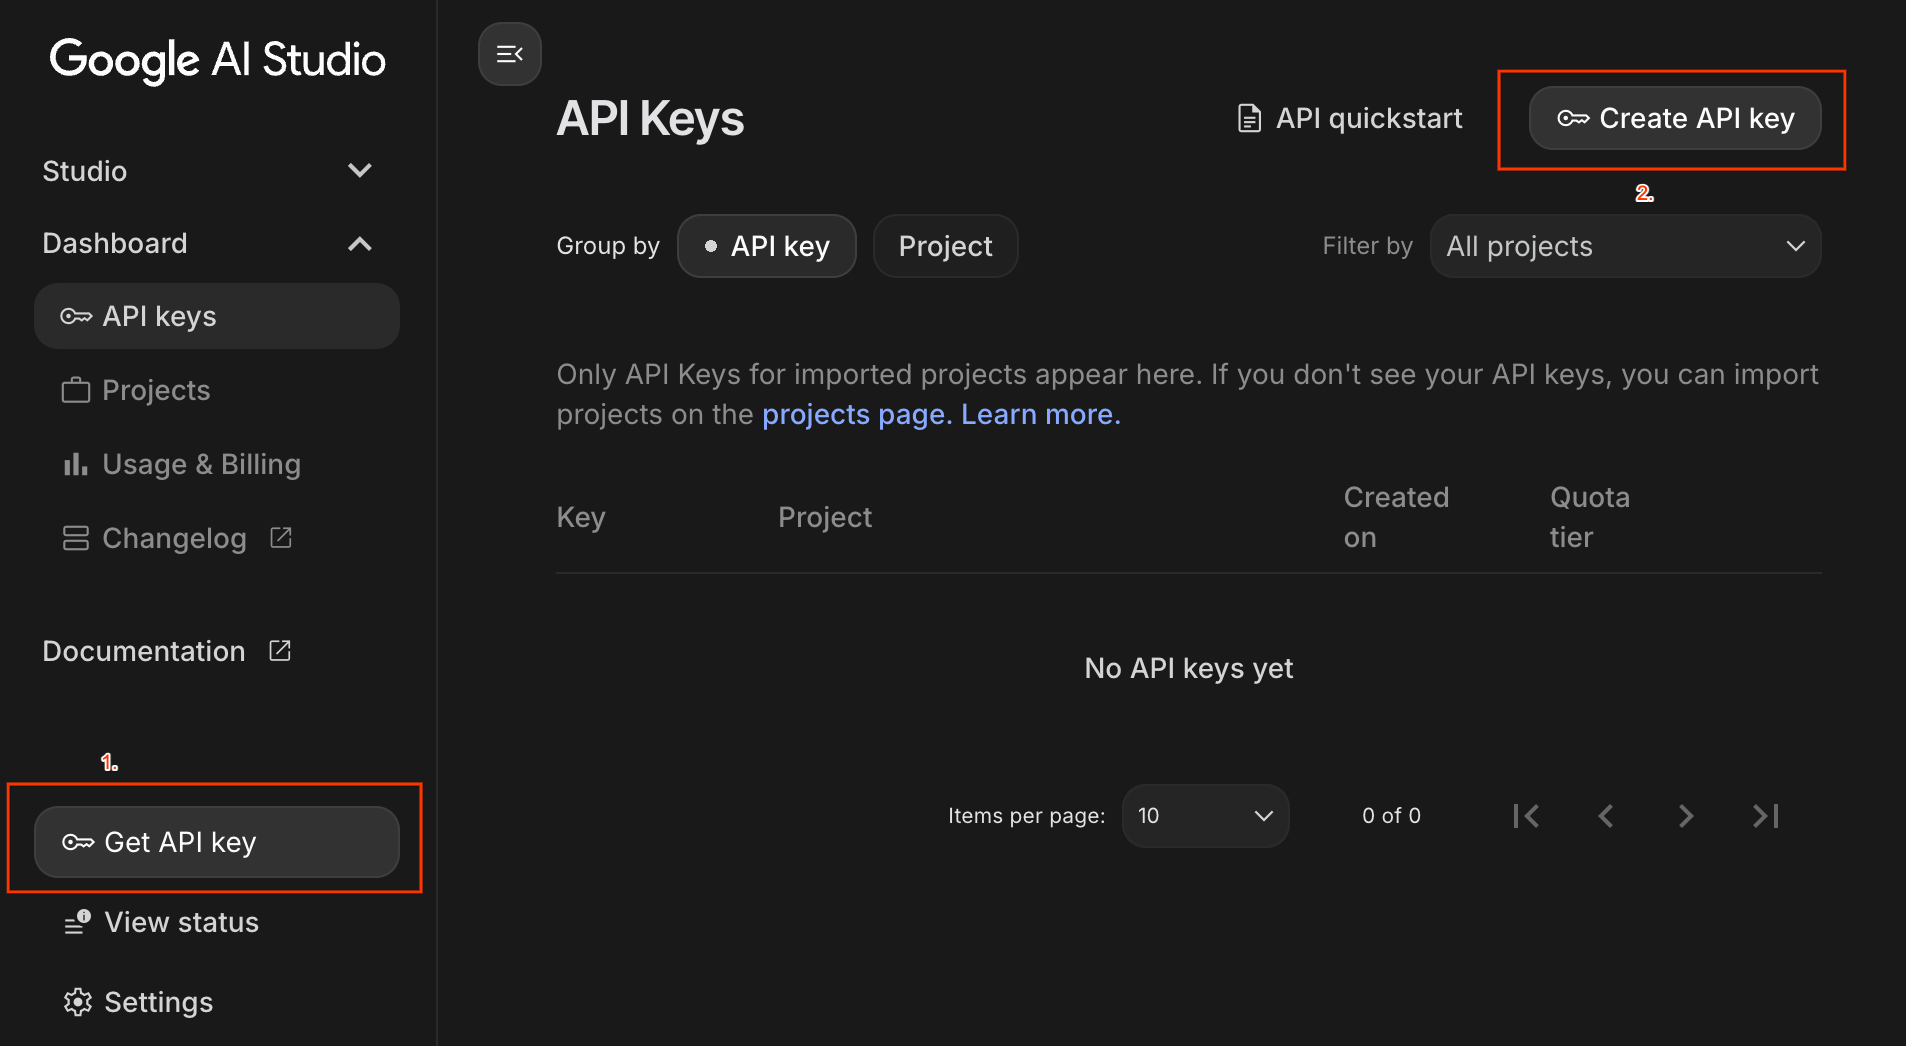 Google AI Studio
Studio
Dashboard
API keys
Projects
Usage & Billing
Changelog
Documentation
1.
Get API key
View status
Settings
API Keys
API quickstart
Create API key
2.
Group by
API key
Project
Filter by
All projects
Only API Keys for imported projects appear here. If you don't see your API keys, you can import
projects on the projects page. Learn more.
Key
Project
Created
on
Quota
tier
No API keys yet
Items per page:
10
0 of 0